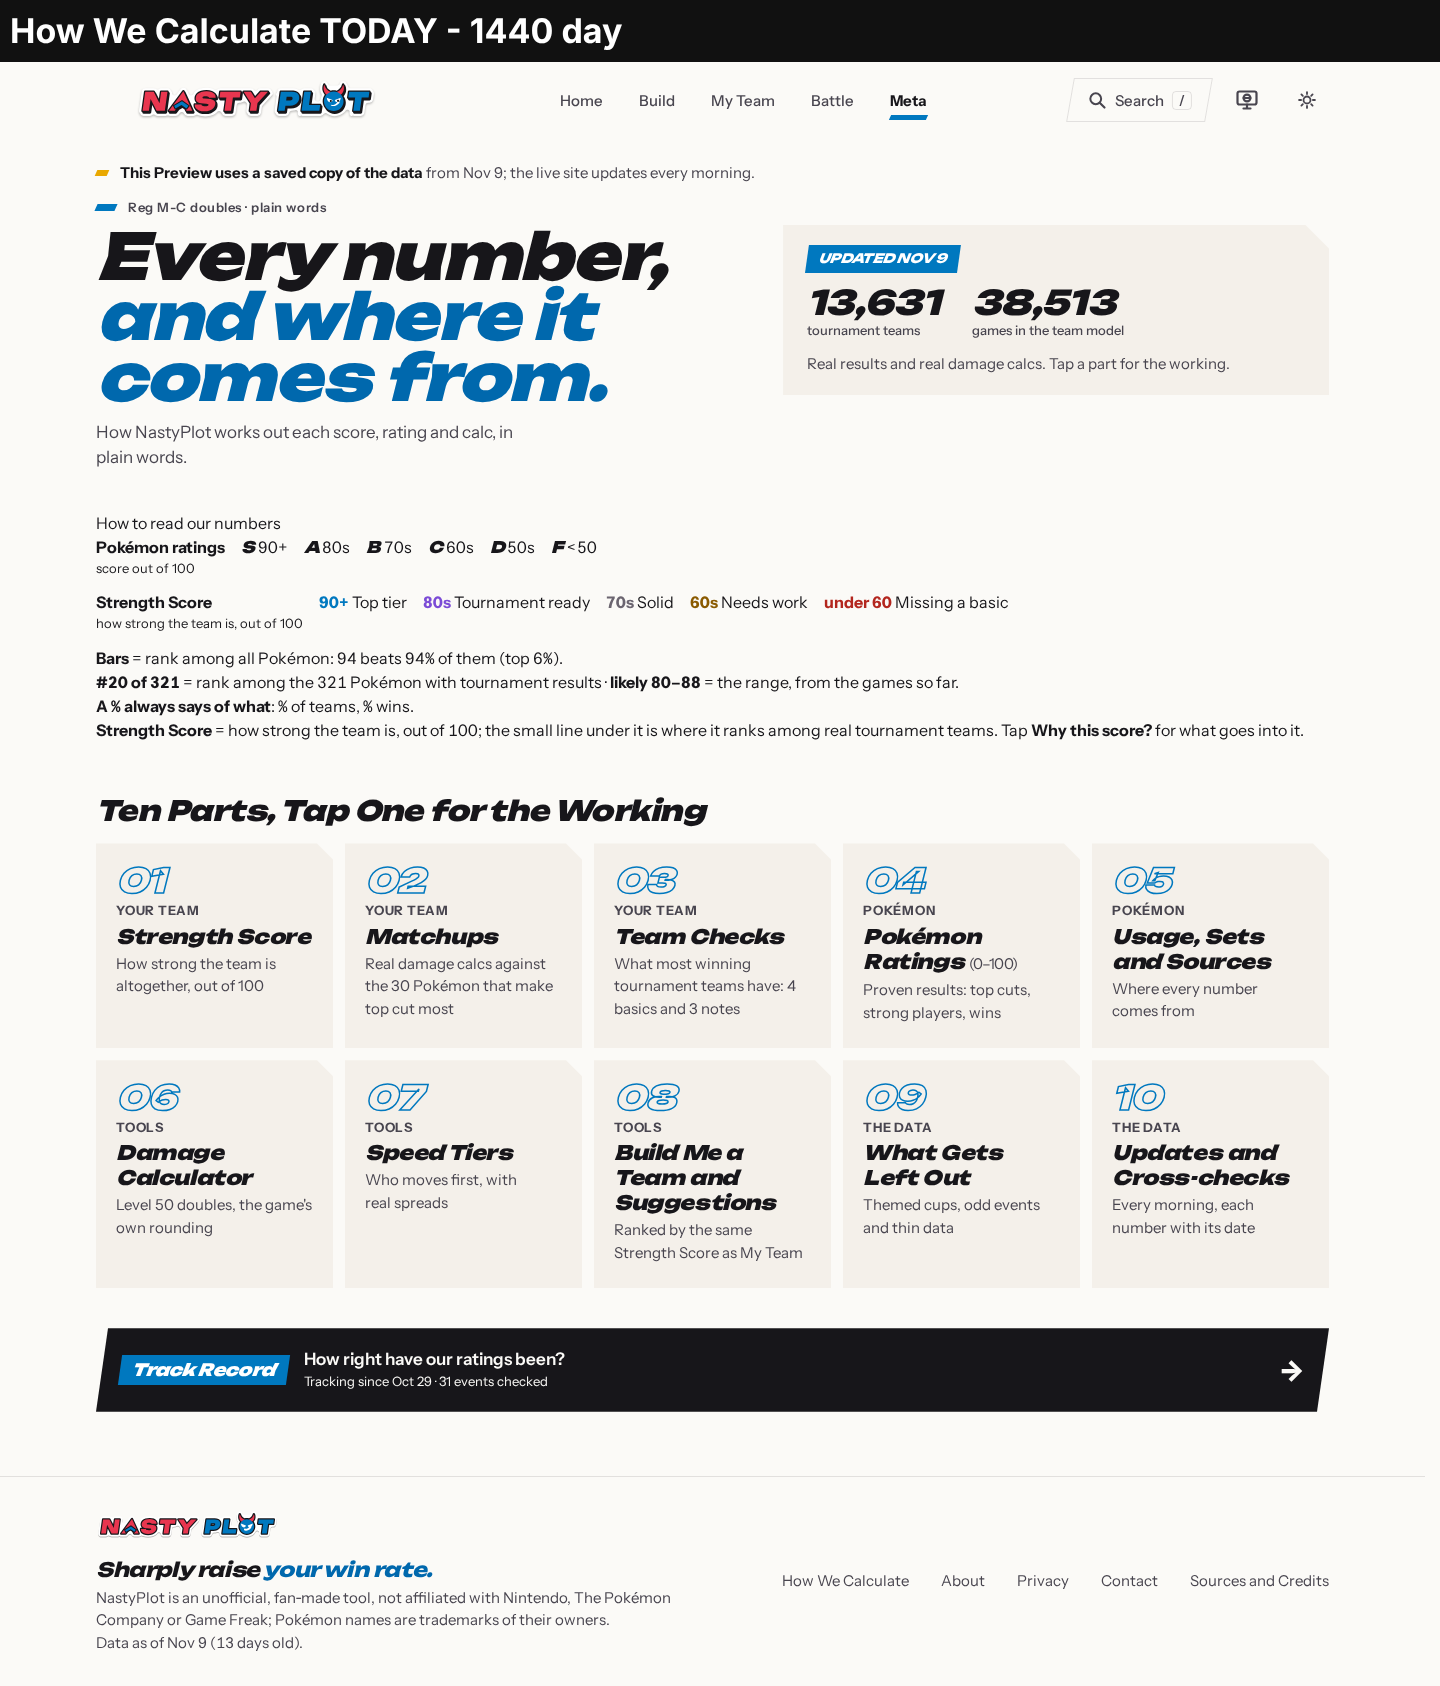 How We Calculate TODAY - 1440 day
NASTY PLOT
Home
Build
My Team
Battle
Meta
Search /
This Preview uses a saved copy of the data from Nov 9; the live site updates every morning.
Reg M-C doubles · plain words
Every number,
and where it
comes from.
How NastyPlot works out each score, rating and calc, in
plain words.
UPDATED NOV 9
13,631 38,513
tournament teams games in the team model
Real results and real damage calcs. Tap a part for the working.
How to read our numbers
Pokémon ratings S 90+ A 80s B 70s C 60s D 50s F <50
score out of 100
Strength Score 90+ Top tier 80s Tournament ready 70s Solid 60s Needs work under 60 Missing a basic
how strong the team is, out of 100
Bars = rank among all Pokémon: 94 beats 94% of them (top 6%).
#20 of 321 = rank among the 321 Pokémon with tournament results · likely 80–88 = the range, from the games so far.
A % always says of what: % of teams, % wins.
Strength Score = how strong the team is, out of 100; the small line under it is where it ranks among real tournament teams. Tap Why this score? for what goes into it.
Ten Parts, Tap One for the Working
01
YOUR TEAM
Strength Score
How strong the team is
altogether, out of 100
02
YOUR TEAM
Matchups
Real damage calcs against
the 30 Pokémon that make
top cut most
03
YOUR TEAM
Team Checks
What most winning
tournament teams have: 4
basics and 3 notes
04
POKÉMON
Pokémon
Ratings (0–100)
Proven results: top cuts,
strong players, wins
05
POKÉMON
Usage, Sets
and Sources
Where every number
comes from
06
TOOLS
Damage
Calculator
Level 50 doubles, the game's
own rounding
07
TOOLS
Speed Tiers
Who moves first, with
real spreads
08
TOOLS
Build Me a
Team and
Suggestions
Ranked by the same
Strength Score as My Team
09
THE DATA
What Gets
Left Out
Themed cups, odd events
and thin data
10
THE DATA
Updates and
Cross-checks
Every morning, each
number with its date
Track Record
How right have our ratings been?
Tracking since Oct 29 · 31 events checked
NASTY PLOT
Sharply raise your win rate.
NastyPlot is an unofficial, fan-made tool, not affiliated with Nintendo, The Pokémon
Company or Game Freak; Pokémon names are trademarks of their owners.
Data as of Nov 9 (13 days old).
How We Calculate
About
Privacy
Contact
Sources and Credits